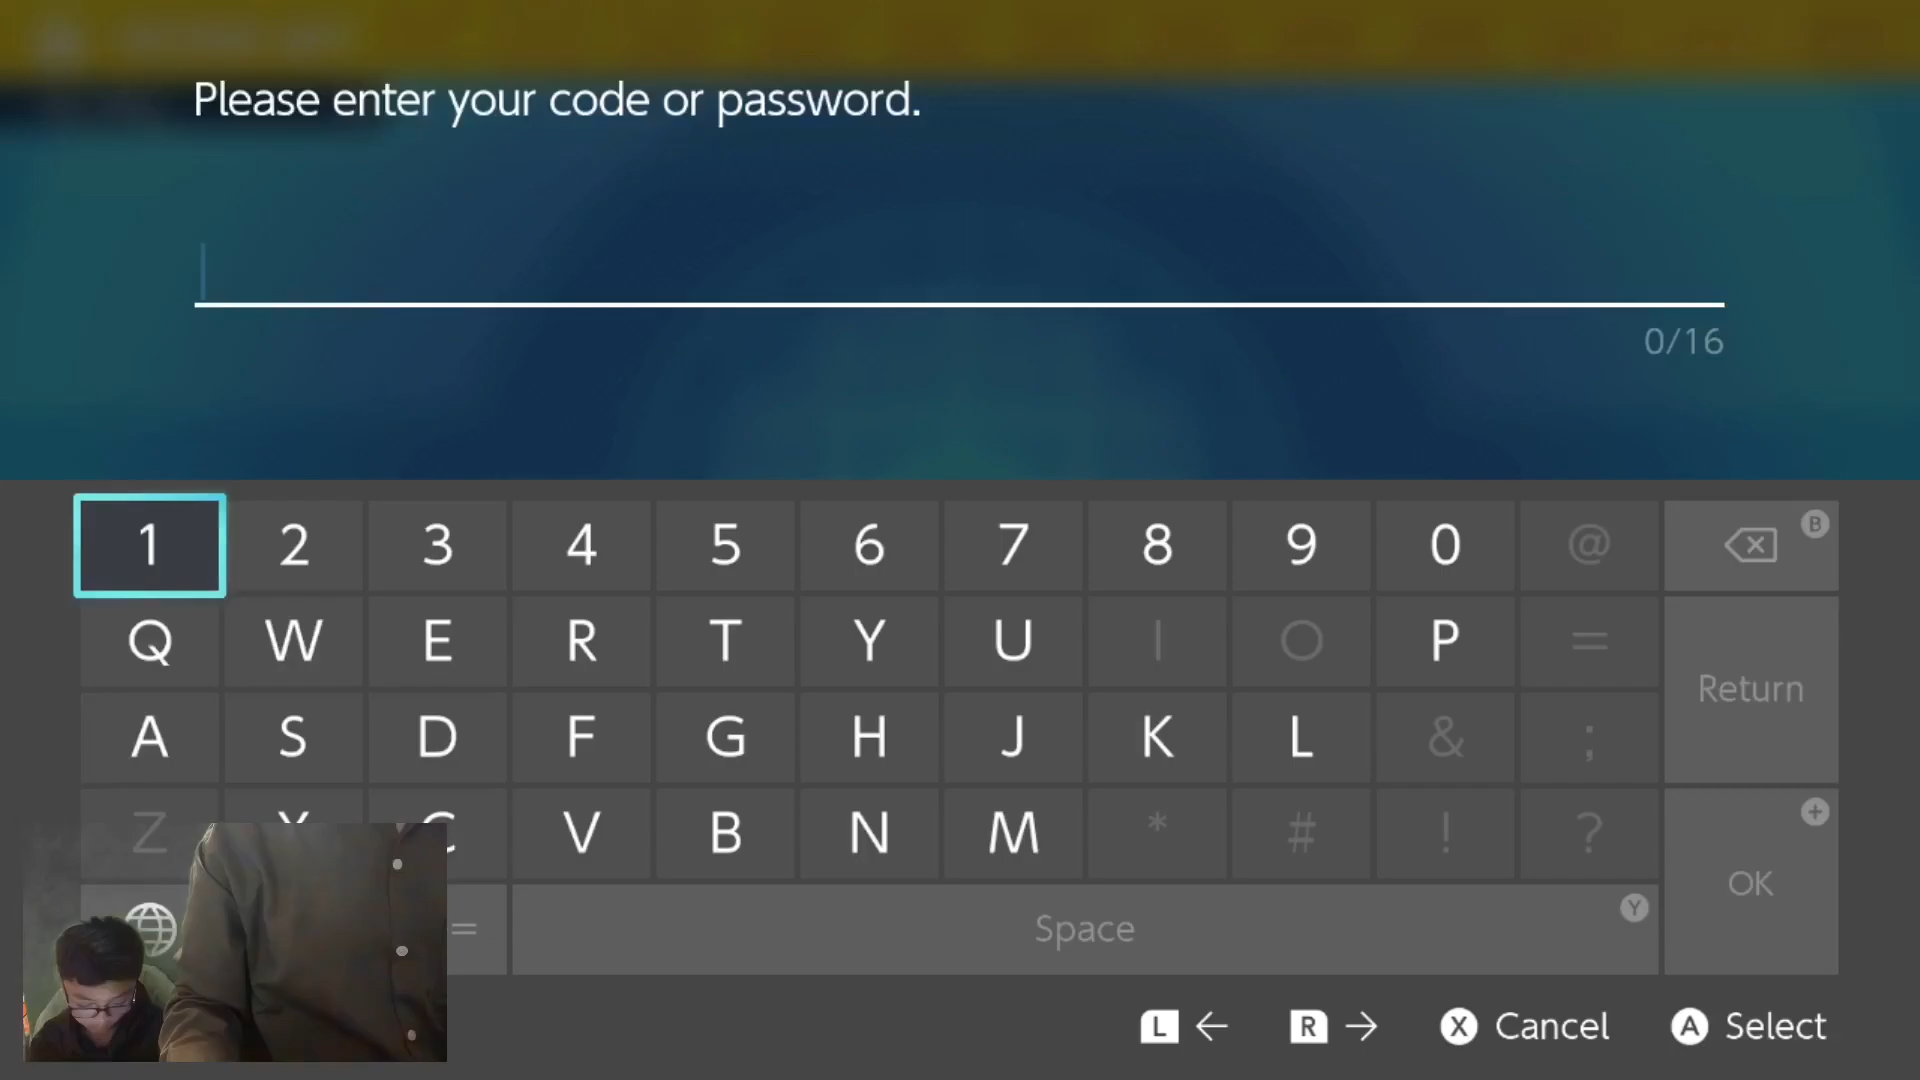 Please enter your code or password.
0/16
1 2 3 4 5 6 7 8 9 0 @ B
Q W E R T Y U I O P =
Return
A S D F G H J K L & ;
Z X C V B N M * # ! ? +
OK
= Space Y
L ← R → X Cancel A Select